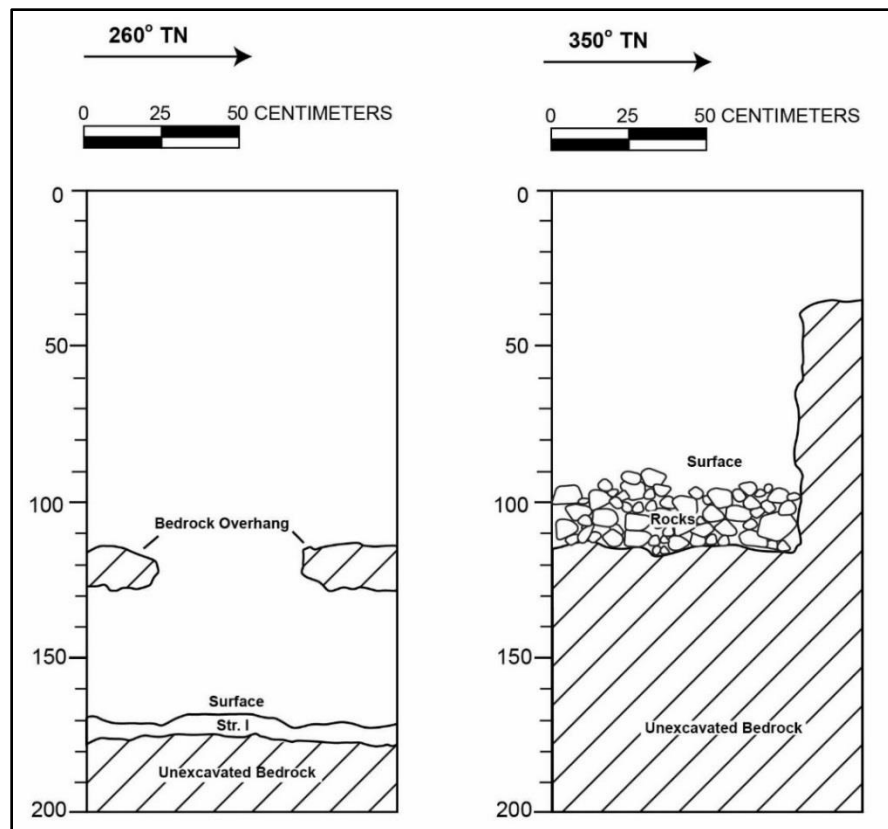 260° TN
0 25 50 CENTIMETERS
0
50
100
150
200
Bedrock Overhang
Surface
Str. I
Unexcavated Bedrock
350° TN
0 25 50 CENTIMETERS
0
50
100
150
200
Surface
Rocks
Unexcavated Bedrock